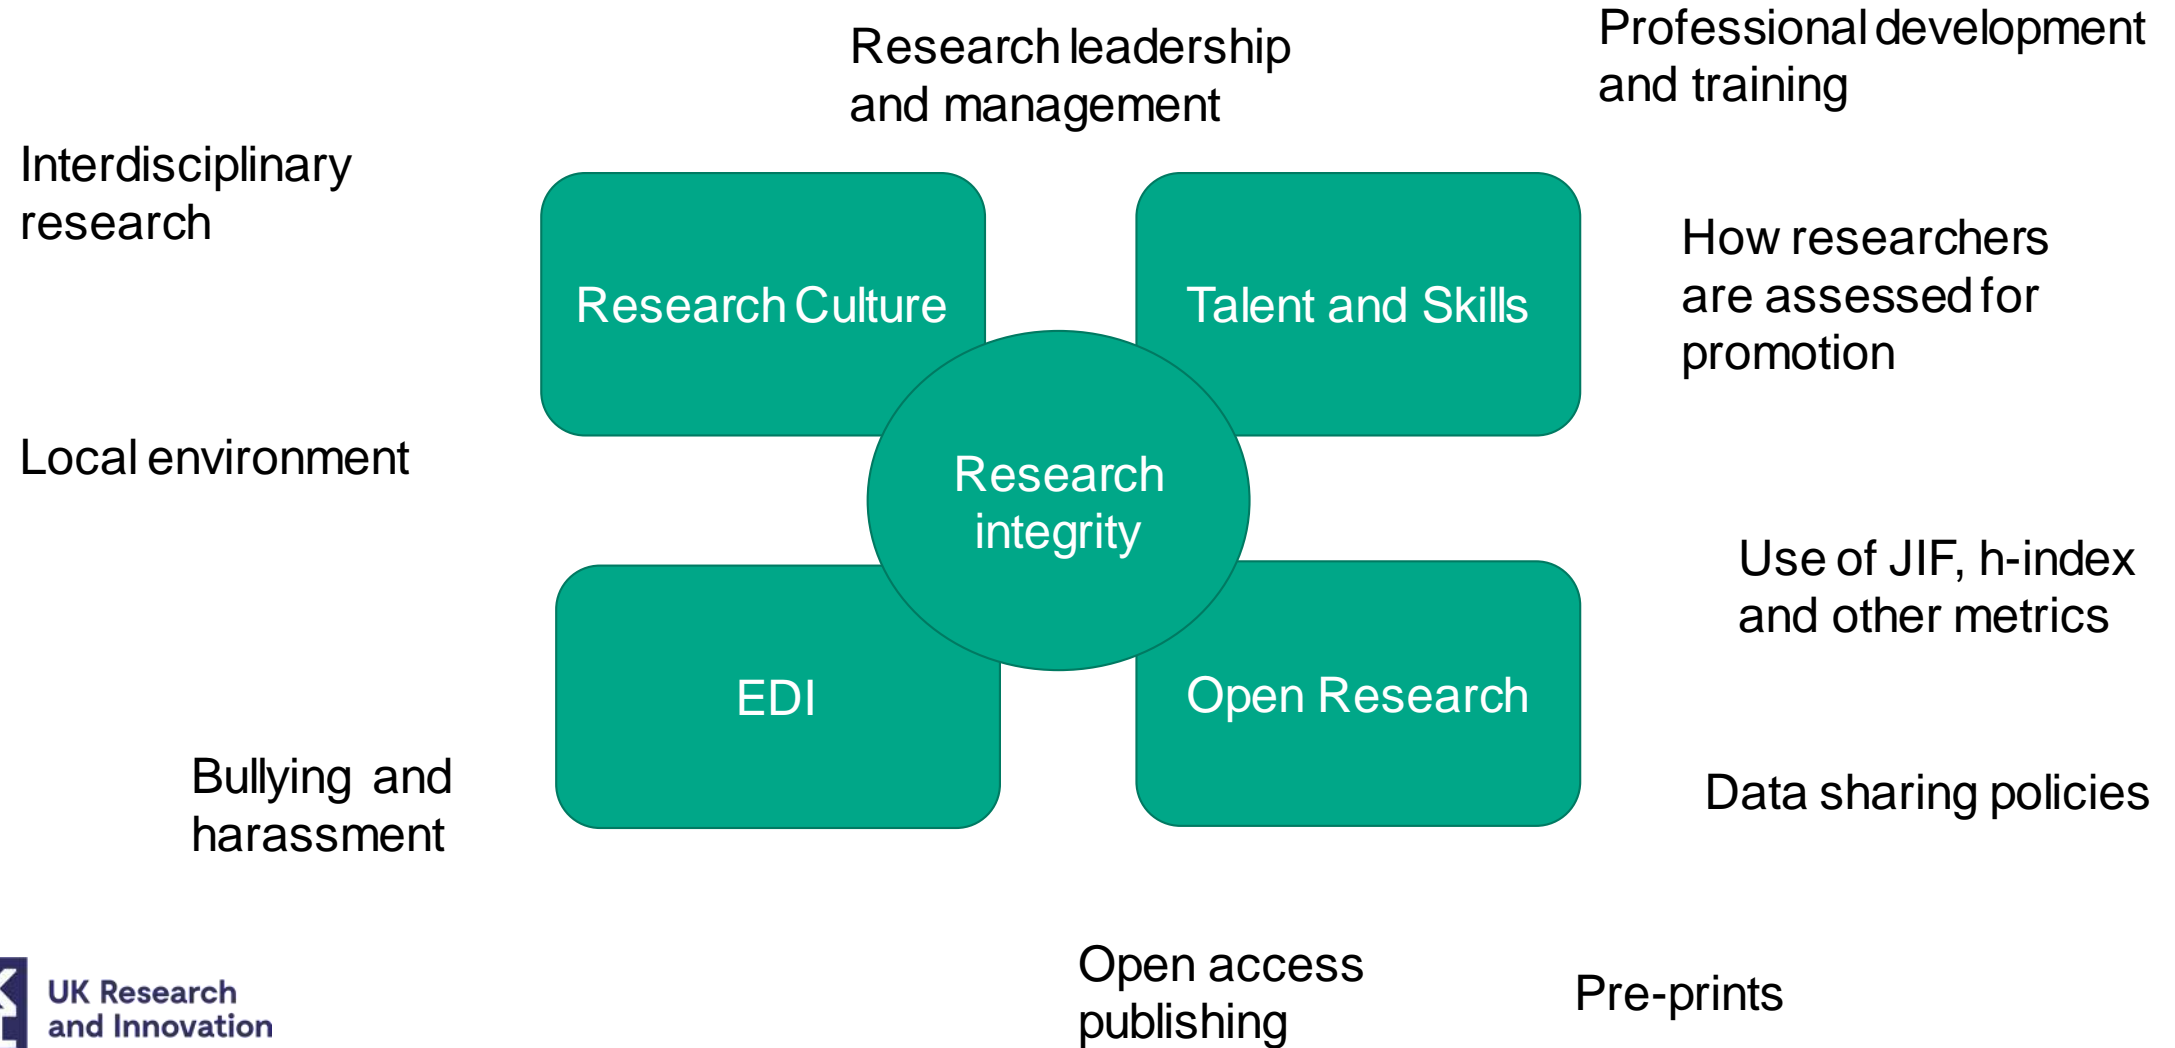 Research leadership
and management
Professional development
and training
Interdisciplinary
research
Research Culture
Talent and Skills
How researchers
are assessed for
promotion
Local environment
Research
integrity
Use of JIF, h-index
and other metrics
EDI
Open Research
Bullying and
harassment
Data sharing policies
Open access
publishing
Pre-prints
UK Research
and Innovation